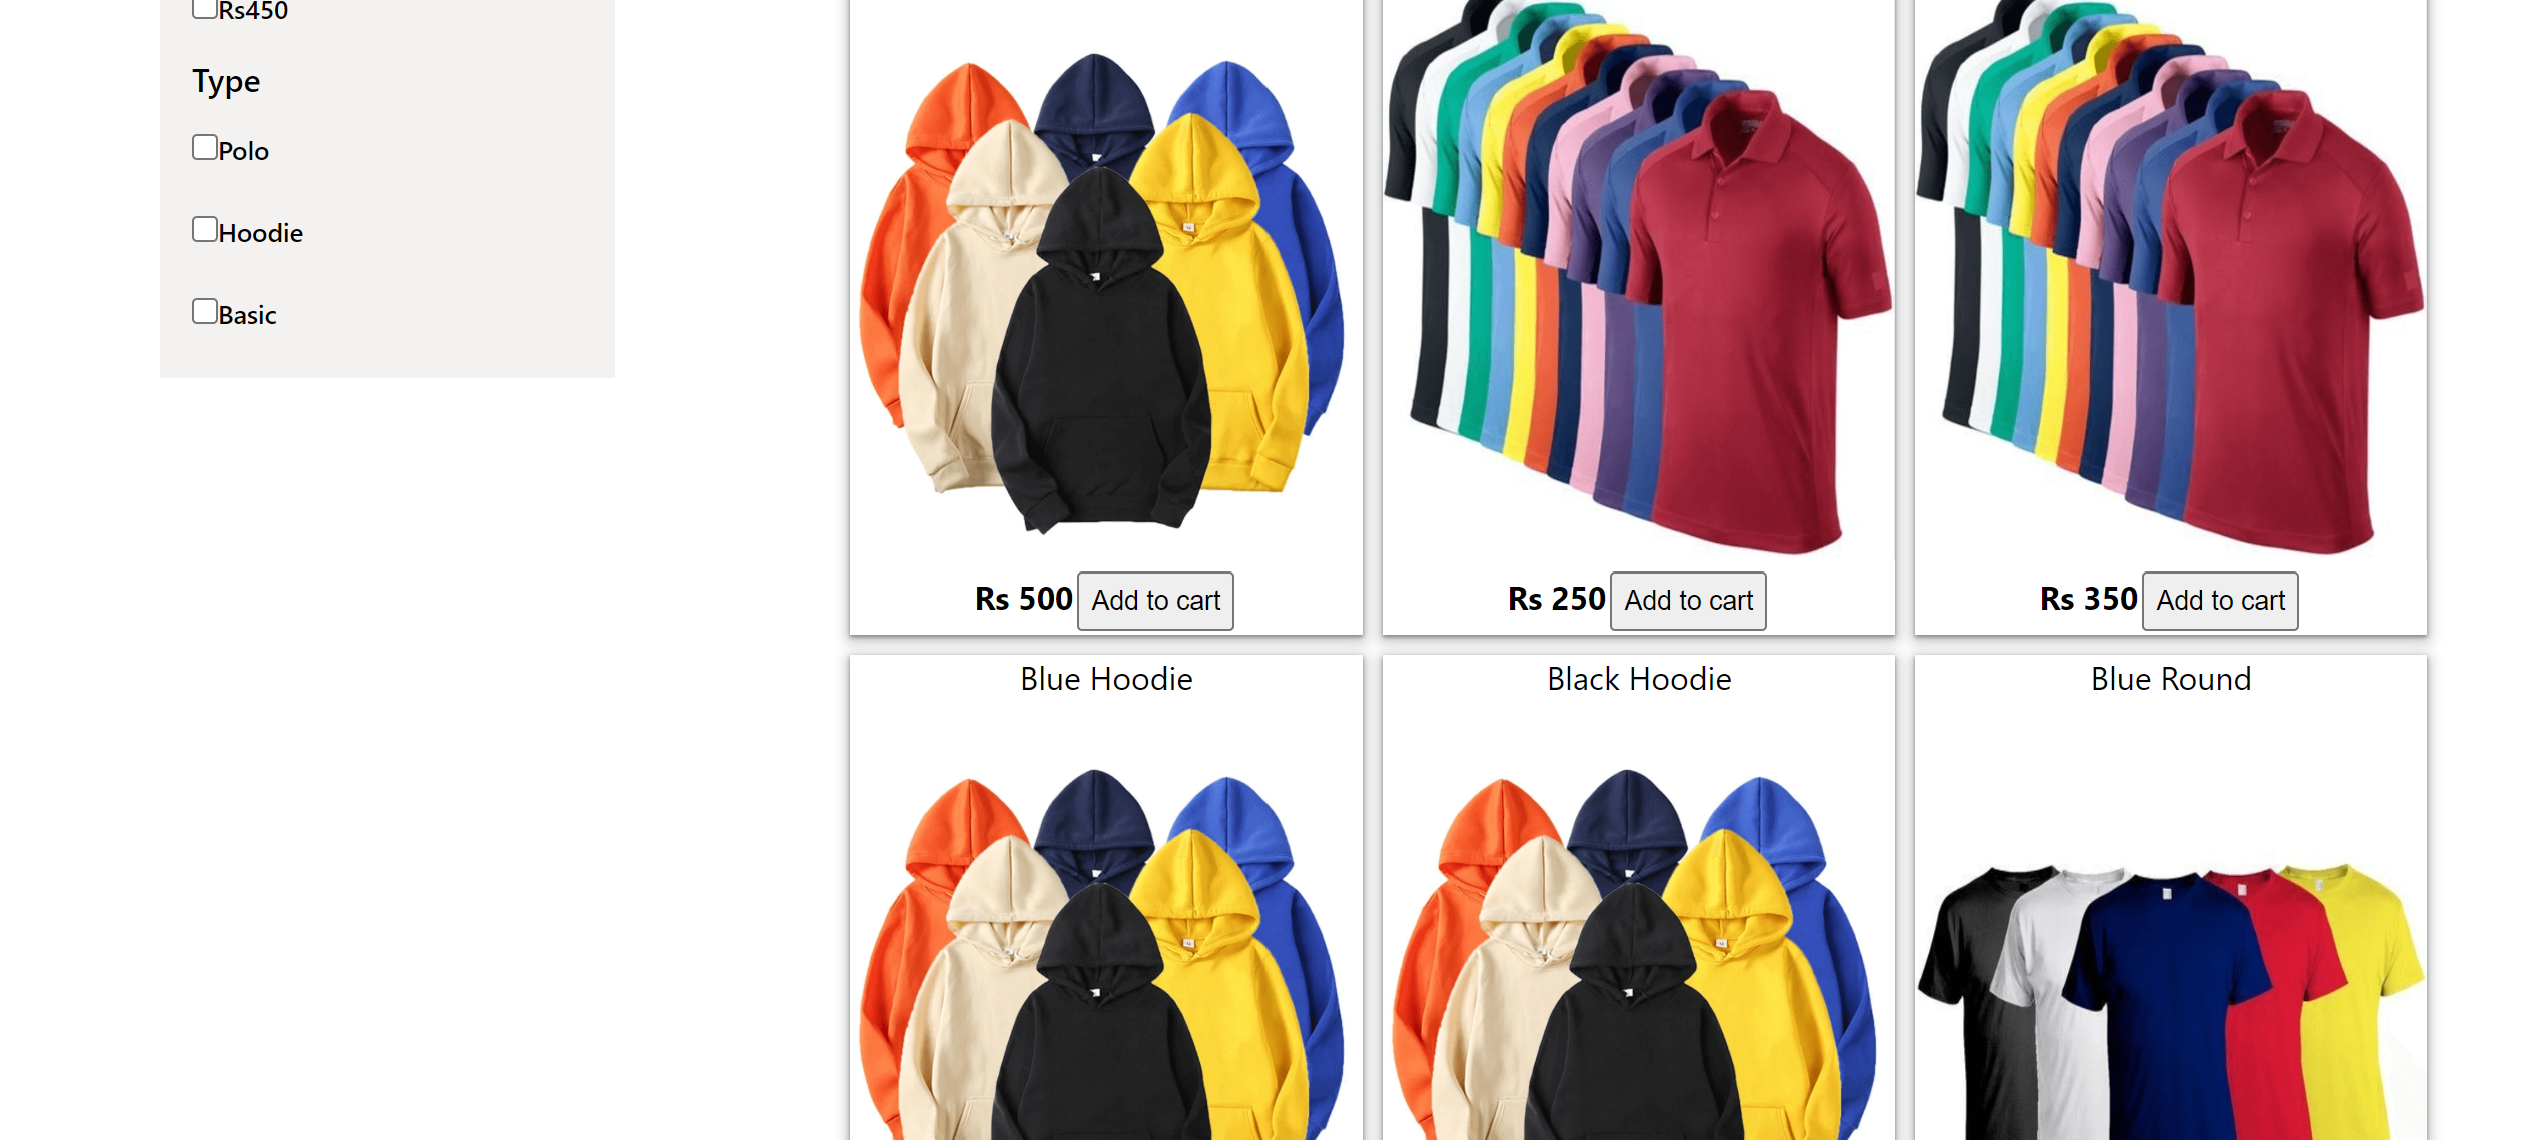 Rs450
Type
Polo
Hoodie
Basic
Rs 500 Add to cart
Rs 250 Add to cart
Rs 350 Add to cart
Blue Hoodie
Black Hoodie
Blue Round